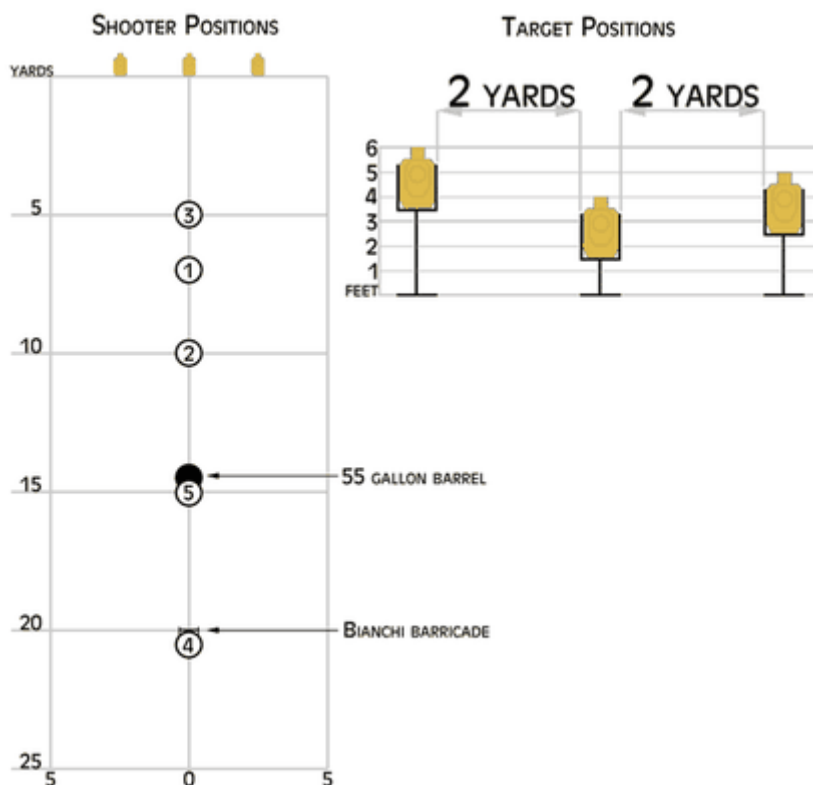 Shooter Positions
YARDS
5
3
1
10
2
55 GALLON BARREL
15
5
20
Bianchi barricade
4
25
5
0
5
Target Positions
2 YARDS
2 YARDS
6
5
4
3
2
1
FEET